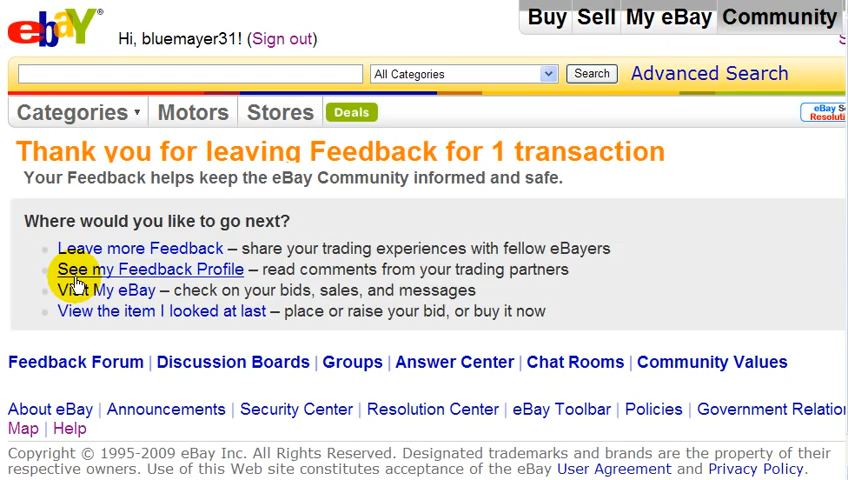 ebaY®
Buy Sell My eBay Community
Hi, bluemayer31! (Sign out)
All Categories Search Advanced Search
Categories Motors Stores Deals
eBay
Resolu
Thank you for leaving Feedback for 1 transaction
Your Feedback helps keep the eBay Community informed and safe.
Where would you like to go next?
Leave more Feedback – share your trading experiences with fellow eBayers
See my Feedback Profile – read comments from your trading partners
Visit My eBay – check on your bids, sales, and messages
View the item I looked at last – place or raise your bid, or buy it now
Feedback Forum | Discussion Boards | Groups | Answer Center | Chat Rooms | Community Values
About eBay | Announcements | Security Center | Resolution Center | eBay Toolbar | Policies | Government Relation
Map | Help
Copyright © 1995-2009 eBay Inc. All Rights Reserved. Designated trademarks and brands are the property of their
respective owners. Use of this Web site constitutes acceptance of the eBay User Agreement and Privacy Policy.